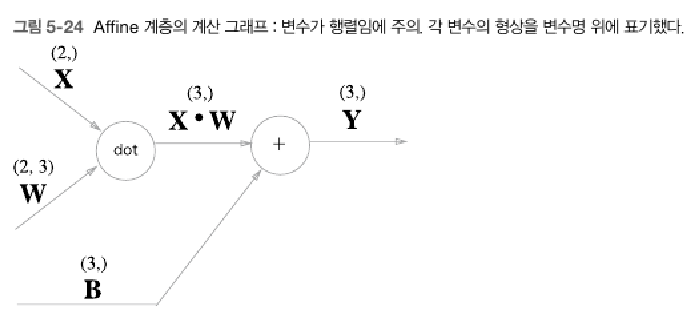 그림 5-24 Affine 계층의 계산 그래프 : 변수가 행렬임에 주의. 각 변수의 형상을 변수명 위에 표기했다.
(2,)
X
(3,)
X • W
(3,)
Y
dot
+
(2, 3)
W
(3,)
B